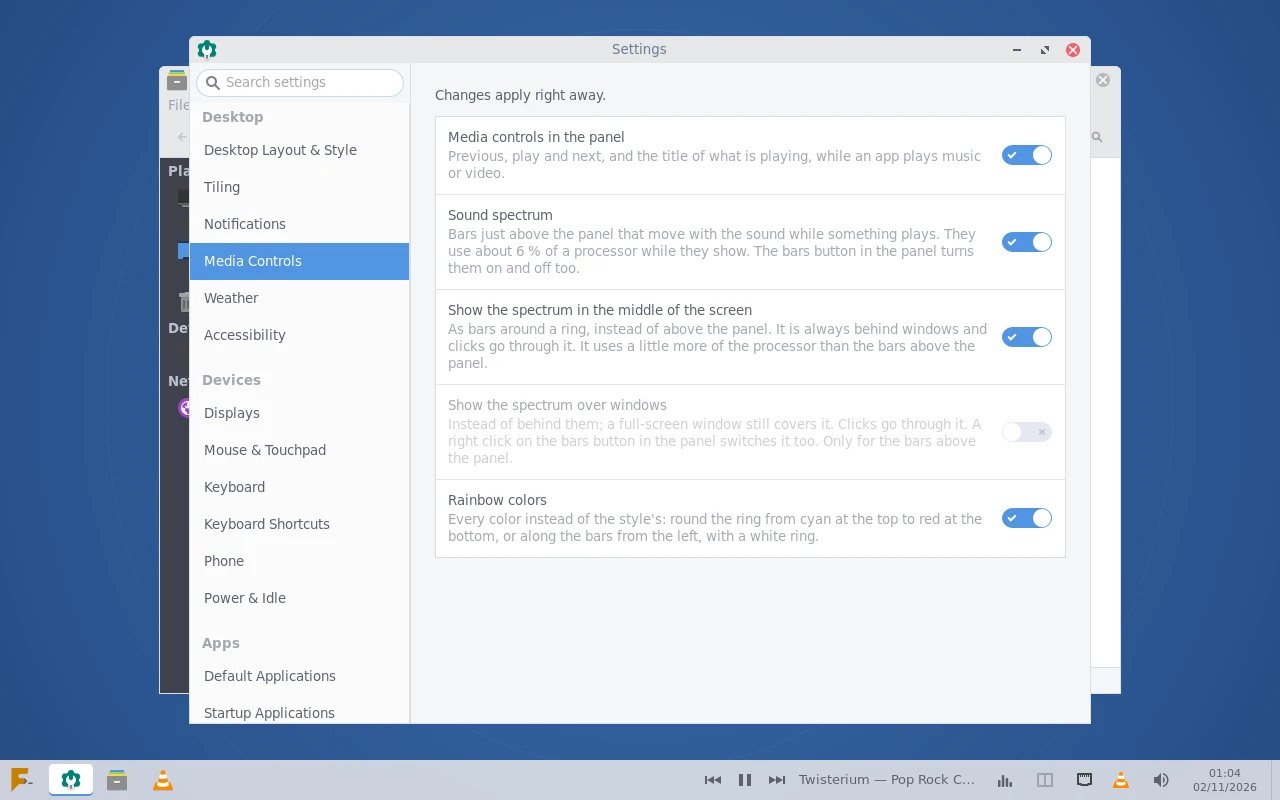 Settings
Search settings
File
Desktop
Desktop Layout & Style
Tiling
Notifications
Media Controls
Weather
Accessibility
Devices
Displays
Mouse & Touchpad
Keyboard
Keyboard Shortcuts
Phone
Power & Idle
Apps
Default Applications
Startup Applications
Pla
De
Ne
Changes apply right away.
Media controls in the panel
Previous, play and next, and the title of what is playing, while an app plays music
or video.
Sound spectrum
Bars just above the panel that move with the sound while something plays. They
use about 6 % of a processor while they show. The bars button in the panel turns
them on and off too.
Show the spectrum in the middle of the screen
As bars around a ring, instead of above the panel. It is always behind windows and
clicks go through it. It uses a little more of the processor than the bars above the
panel.
Show the spectrum over windows
Instead of behind them; a full-screen window still covers it. Clicks go through it. A
right click on the bars button in the panel switches it too. Only for the bars above
the panel.
Rainbow colors
Every color instead of the style's: round the ring from cyan at the top to red at the
bottom, or along the bars from the left, with a white ring.
Twisterium — Pop Rock C...
01:04
02/11/2026